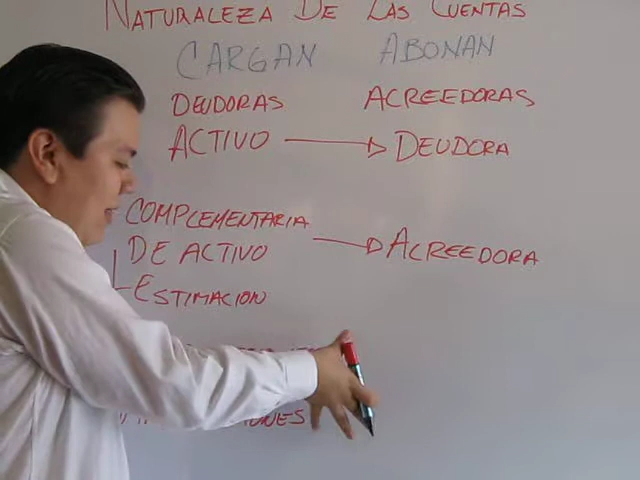 NATURALEZA DE LAS CUENTAS
CARGAN ABONAN
DEUDORAS ACREEDORAS
ACTIVO DEUDORA
COMPLEMENTARIA
DE ACTIVO ACREEDORA
ESTIMACION